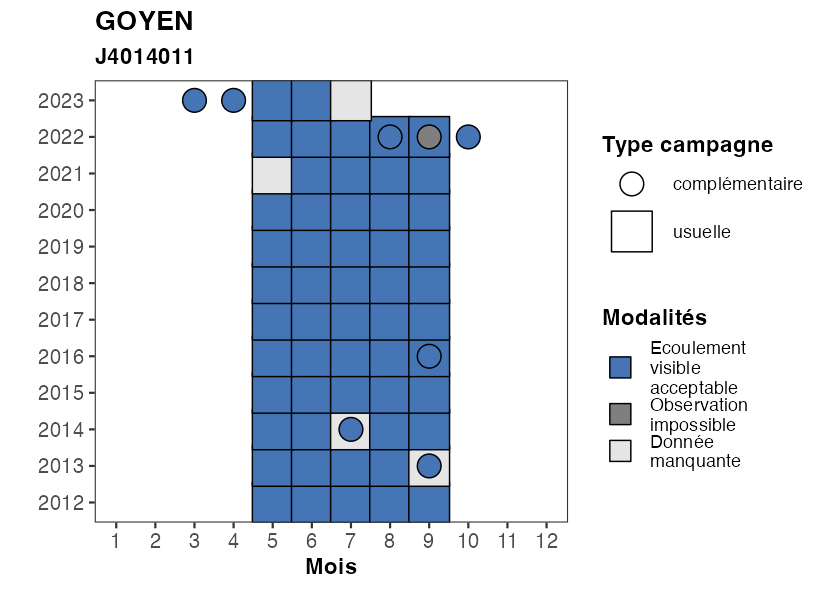 GOYEN
J4014011
2023
2022
2021
2020
2019
2018
2017
2016
2015
2014
2013
2012
1 2 3 4 5 6 7 8 9 10 11 12
Mois
Type campagne
complémentaire
usuelle
Modalités
Ecoulement
visible
acceptable
Observation
impossible
Donnée
manquante